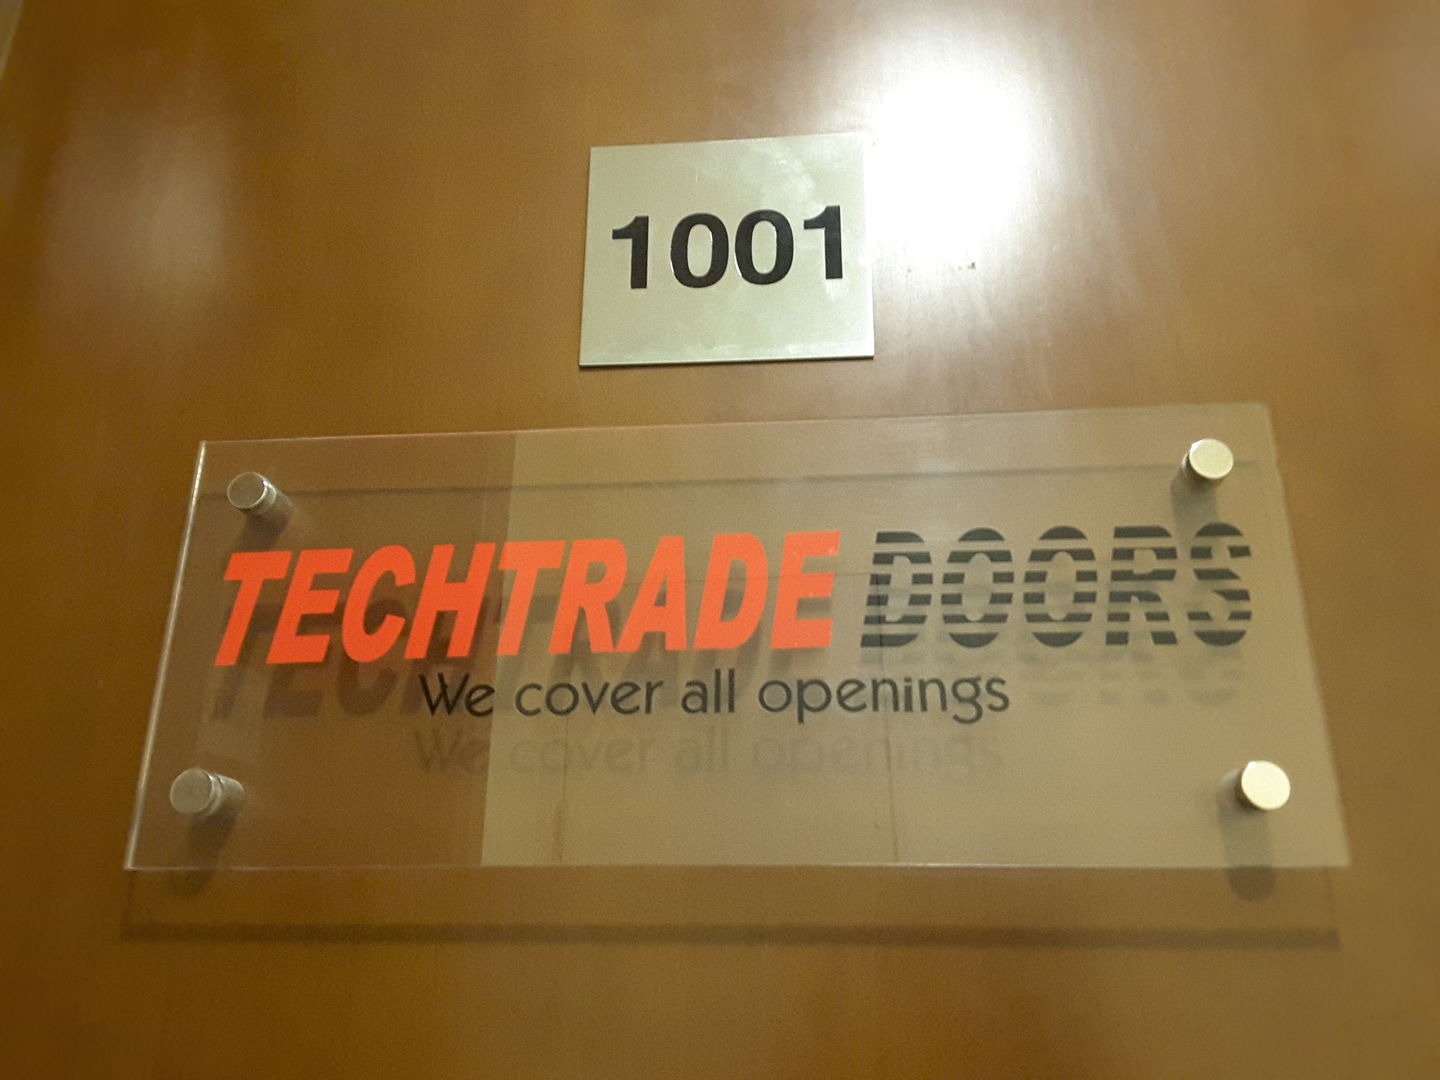 1001
TECHTRADE DOORS
We cover all openings